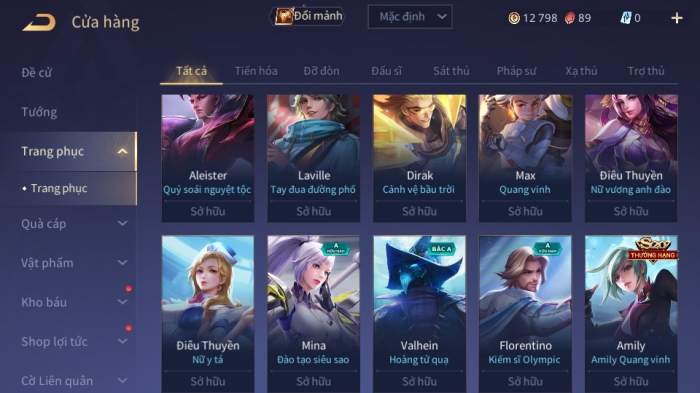 Cửa hàng
Đổi mảnh
Mặc định
12 798
89
0
Đề cử
Tướng
Trang phục
Trang phục
Quà cáp
Vật phẩm
Kho báu
Shop lợi tức
Cờ Liên quân
Tất cả
Tiến hóa
Đỡ đòn
Đấu sĩ
Sát thủ
Pháp sư
Xạ thủ
Trợ thủ
Aleister
Quỷ soái nguyệt tộc
Sở hữu
Laville
Tay đua đường phố
Sở hữu
Dirak
Cảnh vệ bầu trời
Sở hữu
Max
Quang vinh
Sở hữu
Điêu Thuyền
Nữ vương anh đào
Sở hữu
Điêu Thuyền
Nữ y tá
Sở hữu
A
HỮU HẠN
Mina
Đào tạo siêu sao
Sở hữu
BẬC A
Valhein
Hoàng tử quạ
Sở hữu
A
HỮU HẠN
Florentino
Kiếm sĩ Olympic
Sở hữu
S20
THƯỞNG HẠNG
Amily
Amily Quang vinh
Sở hữu